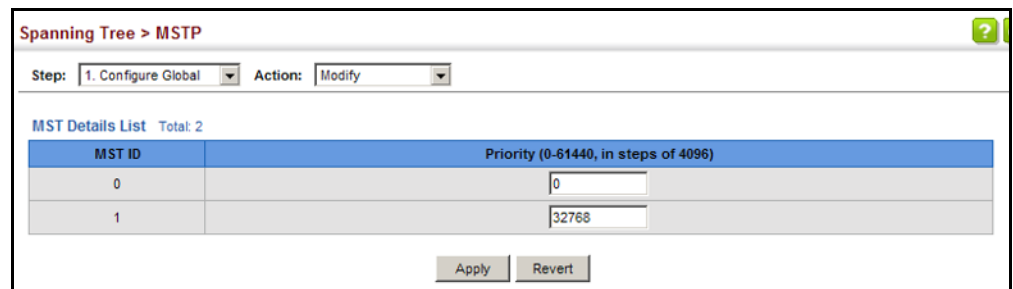 Spanning Tree > MSTP
?
Step: 1. Configure Global Action: Modify
MST Details List Total: 2
MST ID Priority (0-61440, in steps of 4096)
0 0
1 32768
Apply Revert